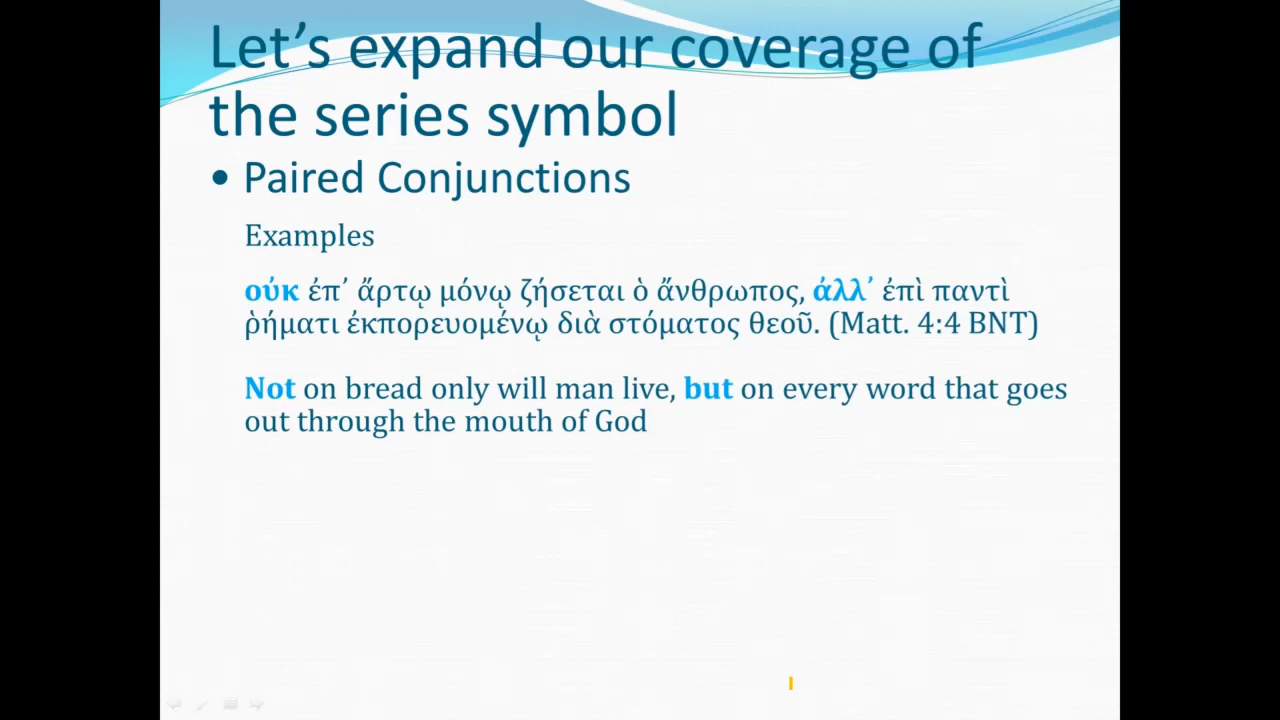 Let’s expand our coverage of
the series symbol
• Paired Conjunctions
Examples
οὐκ ἐπ᾽ ἄρτῳ μόνῳ ζήσεται ὁ ἄνθρωπος, ἀλλ᾽ ἐπὶ παντὶ
ῥήματι ἐκπορευομένῳ διὰ στόματος θεοῦ. (Matt. 4:4 BNT)
Not on bread only will man live, but on every word that goes
out through the mouth of God